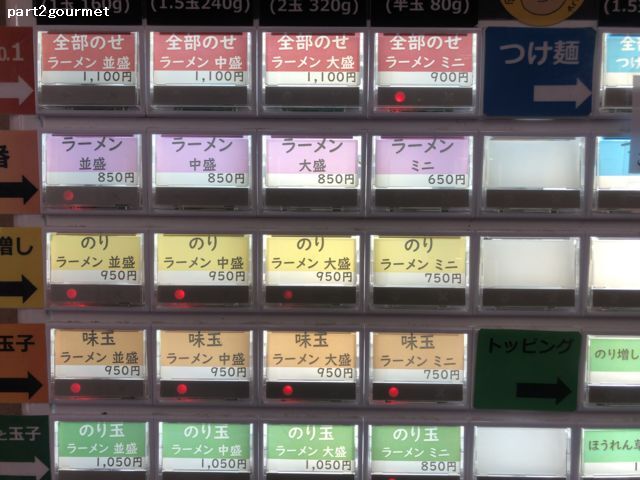 part2gourmet
(1.5玉240g)
(2玉 320g)
(半玉 80g)
(1.5
o.1
全部のせ
ラーメン 並盛
1,100円
全部のせ
ラーメン 中盛
1,100円
全部のせ
ラーメン 大盛
1,100円
全部のせ
ラーメン ミニ
900円
つけ麺
全部
つけ
番
ラーメン
並盛
850円
ラーメン
中盛
850円
ラーメン
大盛
850円
ラーメン
ミニ
650円
増し
のり
ラーメン 並盛
950円
のり
ラーメン 中盛
950円
のり
ラーメン 大盛
950円
のり
ラーメン ミニ
750円
玉子
味玉
ラーメン 並盛
950円
味玉
ラーメン 中盛
950円
味玉
ラーメン 大盛
950円
味玉
ラーメン ミニ
750円
トッピング
のり増し
と玉子
のり玉
ラーメン 並盛
1,050円
のり玉
ラーメン 中盛
1,050円
のり玉
ラーメン 大盛
1,050円
のり玉
ラーメン ミニ
850円
ほうれん草